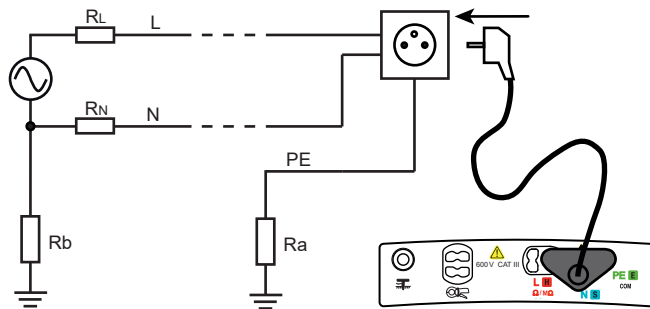 RL
L
RN
N
PE
Rb
Ra
600V CAT III
L H
Ω/MΩ
N S
PE E
COM